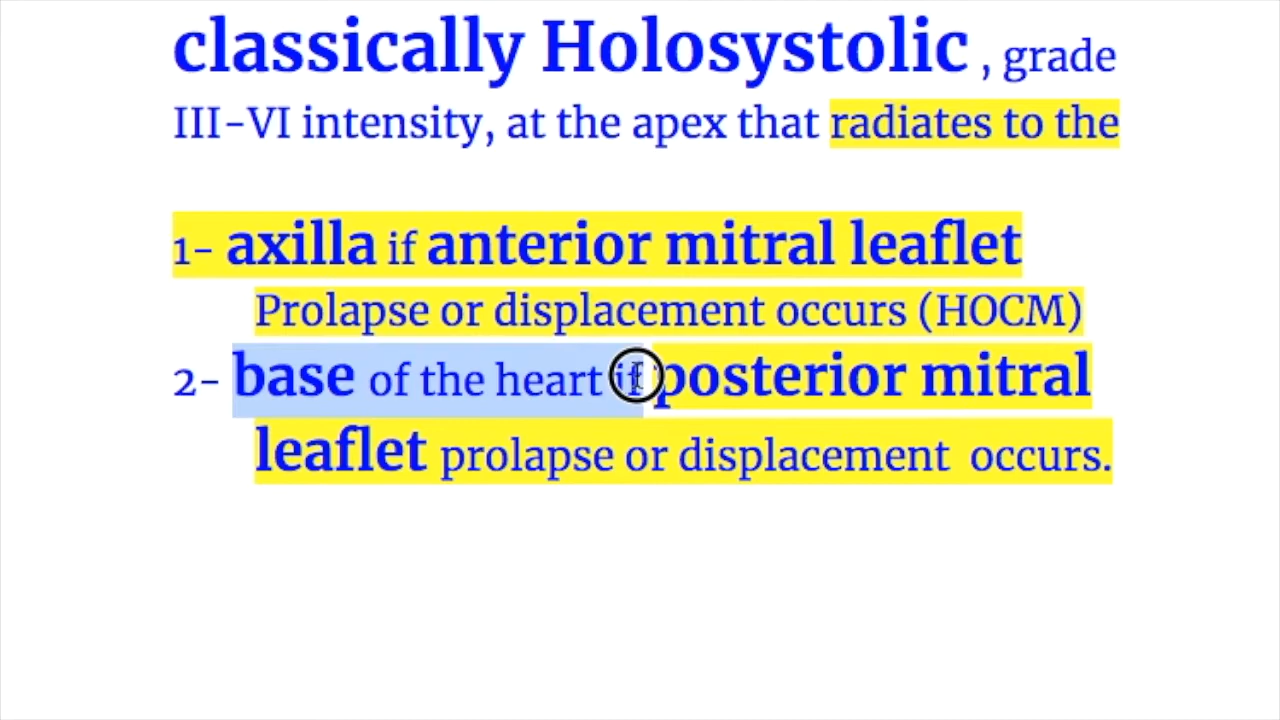 classically Holosystolic , grade
III-VI intensity, at the apex that radiates to the
1- axilla if anterior mitral leaflet
Prolapse or displacement occurs (HOCM)
2- base of the heart if posterior mitral
leaflet prolapse or displacement occurs.